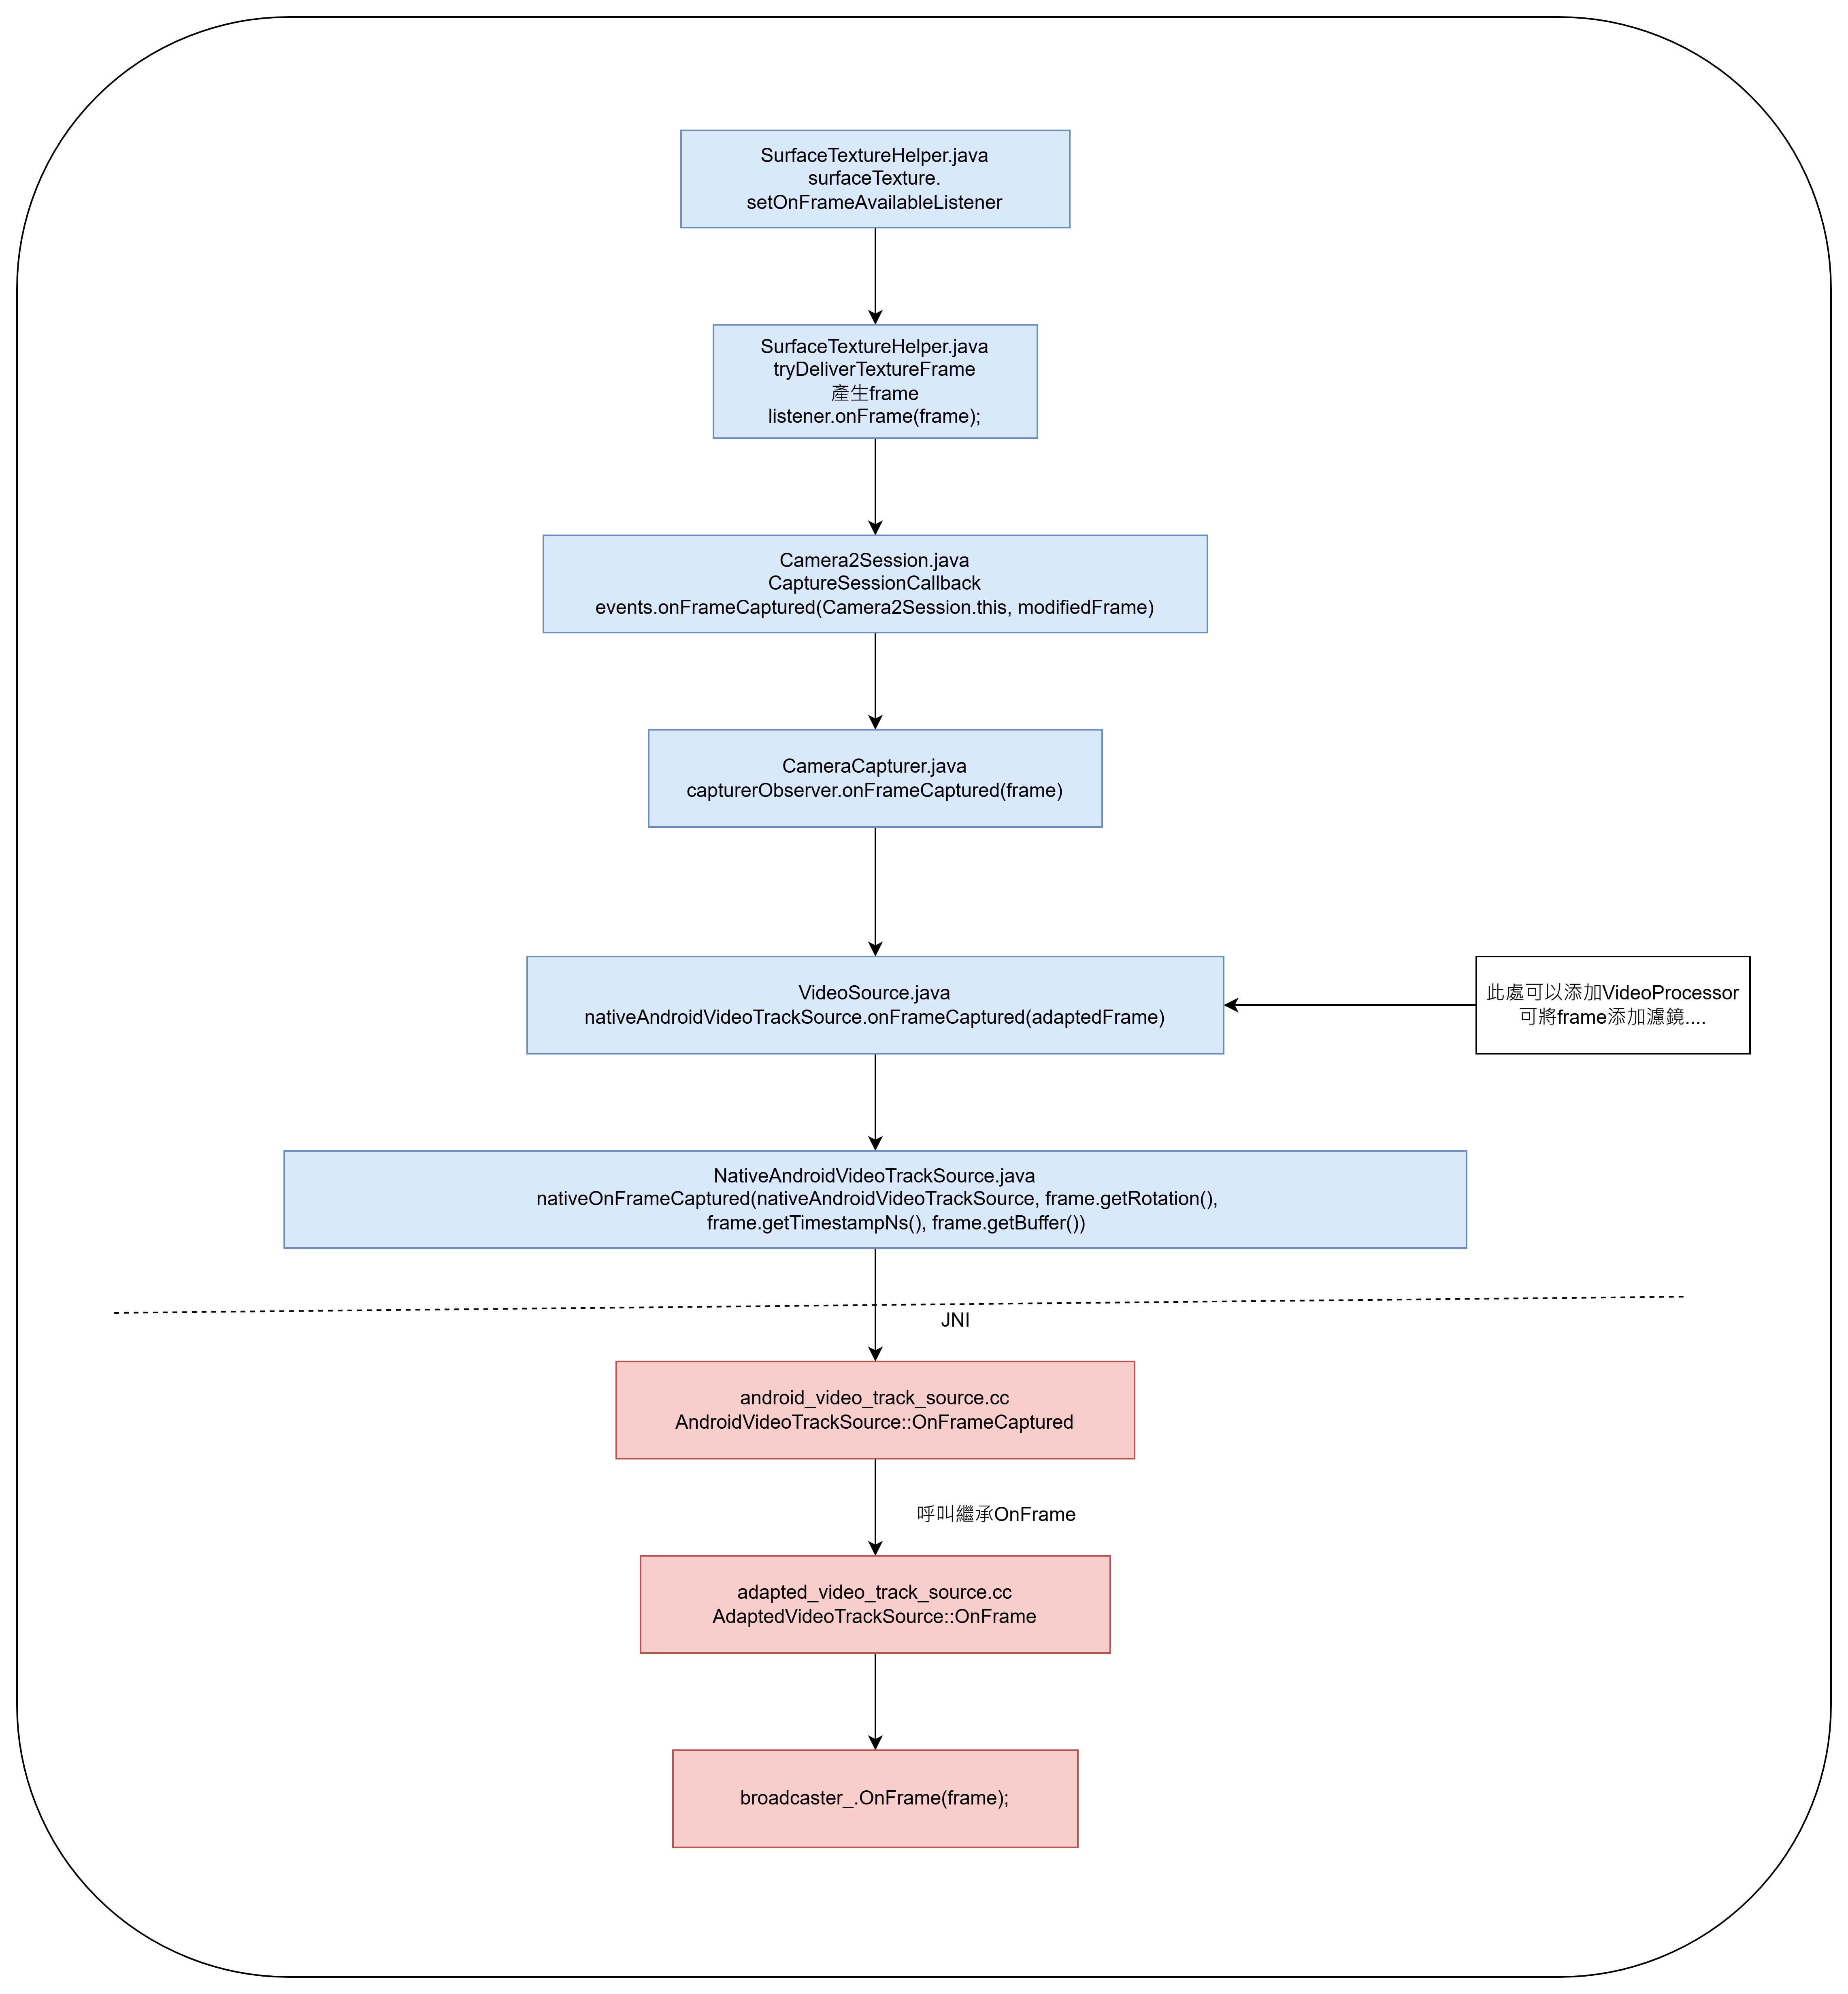 SurfaceTextureHelper.java
surfaceTexture.
setOnFrameAvailableListener
SurfaceTextureHelper.java
tryDeliverTextureFrame
產生frame
listener.onFrame(frame);
Camera2Session.java
CaptureSessionCallback
events.onFrameCaptured(Camera2Session.this, modifiedFrame)
CameraCapturer.java
capturerObserver.onFrameCaptured(frame)
VideoSource.java
nativeAndroidVideoTrackSource.onFrameCaptured(adaptedFrame)
此處可以添加VideoProcessor
可將frame添加濾鏡....
NativeAndroidVideoTrackSource.java
nativeOnFrameCaptured(nativeAndroidVideoTrackSource, frame.getRotation(),
frame.getTimestampNs(), frame.getBuffer())
JNI
android_video_track_source.cc
AndroidVideoTrackSource::OnFrameCaptured
呼叫繼承OnFrame
adapted_video_track_source.cc
AdaptedVideoTrackSource::OnFrame
broadcaster_.OnFrame(frame);